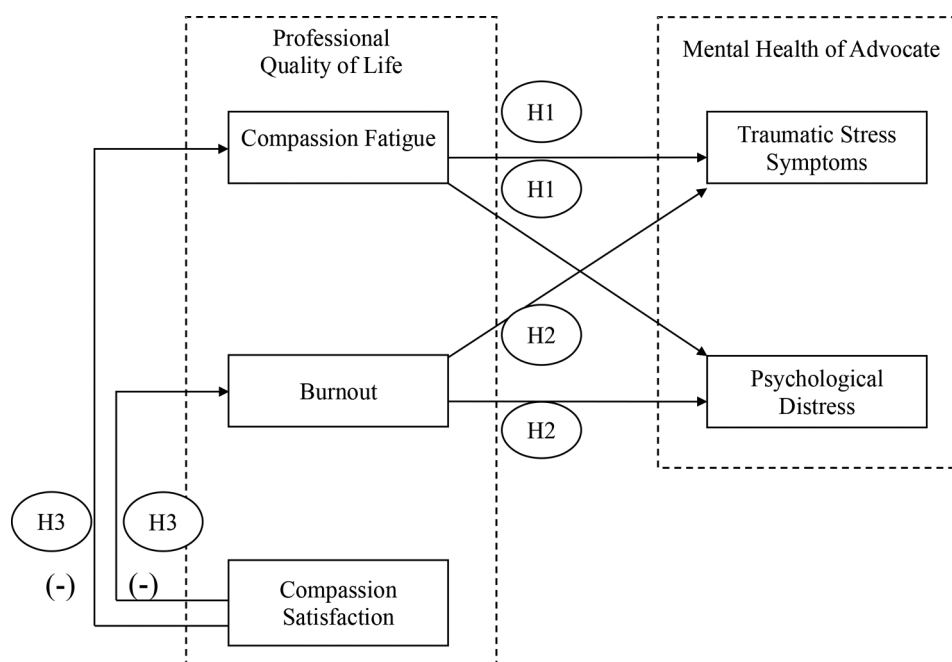 Professional
Quality of Life
Mental Health of Advocate
H1
Compassion Fatigue
Traumatic Stress
Symptoms
H1
H2
Burnout
Psychological
Distress
H2
H3
H3
(-)
(-)
Compassion
Satisfaction